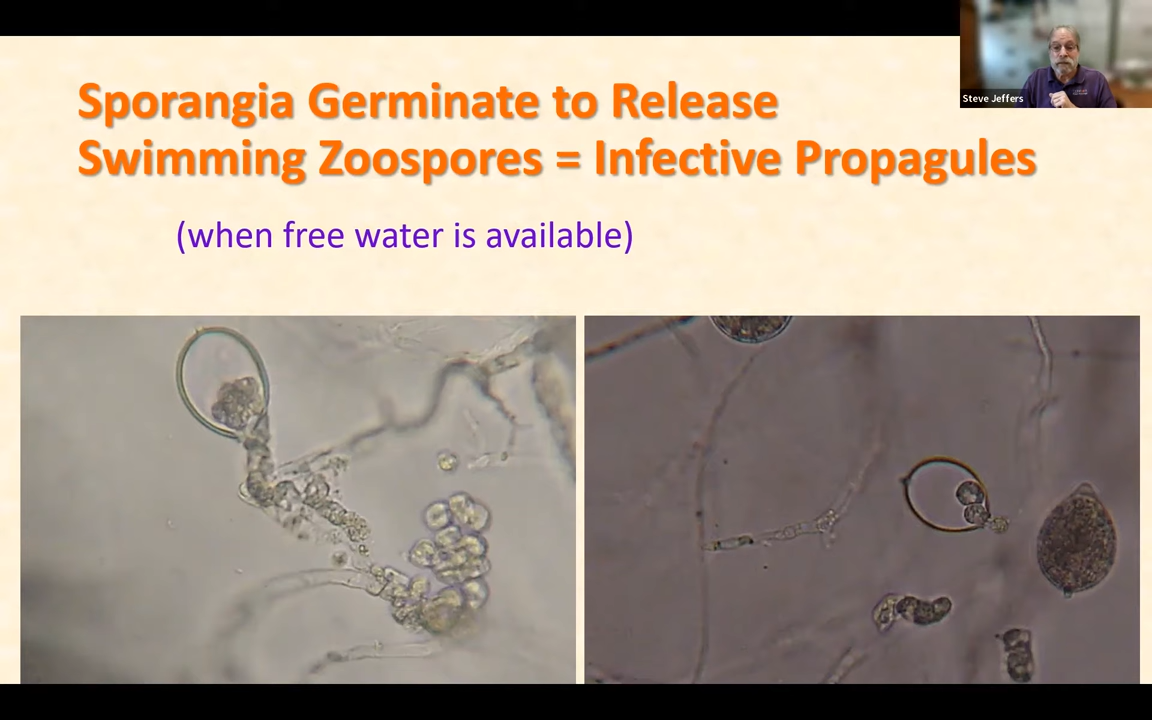 Sporangia Germinate to Release
Swimming Zoospores = Infective Propagules
(when free water is available)
Steve Jeffers